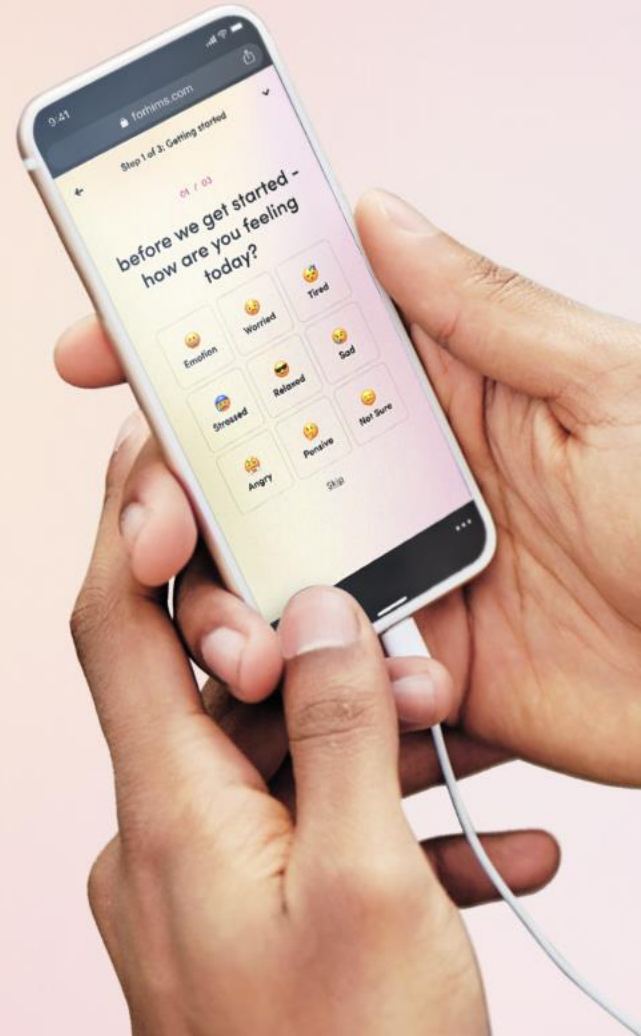 9:41
forhims.com
Step 1 of 3: Getting started
01 / 03
before we get started -
how are you feeling
today?
Emotion
Worried
Tired
Stressed
Relaxed
Sad
Angry
Pensive
Not Sure
Skip